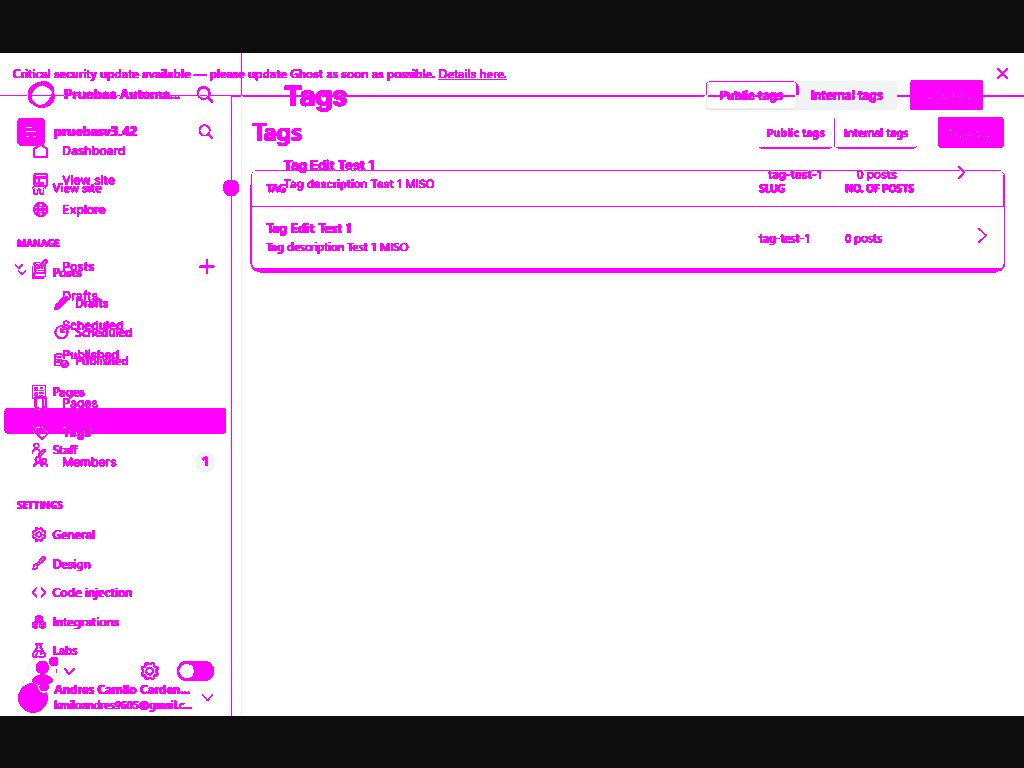 Critical security update available — please update Ghost as soon as possible. Details here.
Pruebas Automa...
Tags
Public tags
Internal tags
pruebasv3.42
Tags
Public tags
Internal tags
Dashboard
View site
View site
Explore
Tag Edit Test 1
Tag description Test 1 MISO
tag-test-1
0 posts
TAG
SLUG
NO. OF POSTS
Tag Edit Test 1
Tag description Test 1 MISO
tag-test-1
0 posts
MANAGE
Posts
Posts
Drafts
Drafts
Scheduled
Scheduled
Published
Published
Pages
Pages
Tags
Staff
Members
1
SETTINGS
General
Design
Code injection
Integrations
Labs
Andres Camilo Carden...
kmiloandres9605@gmail.c...